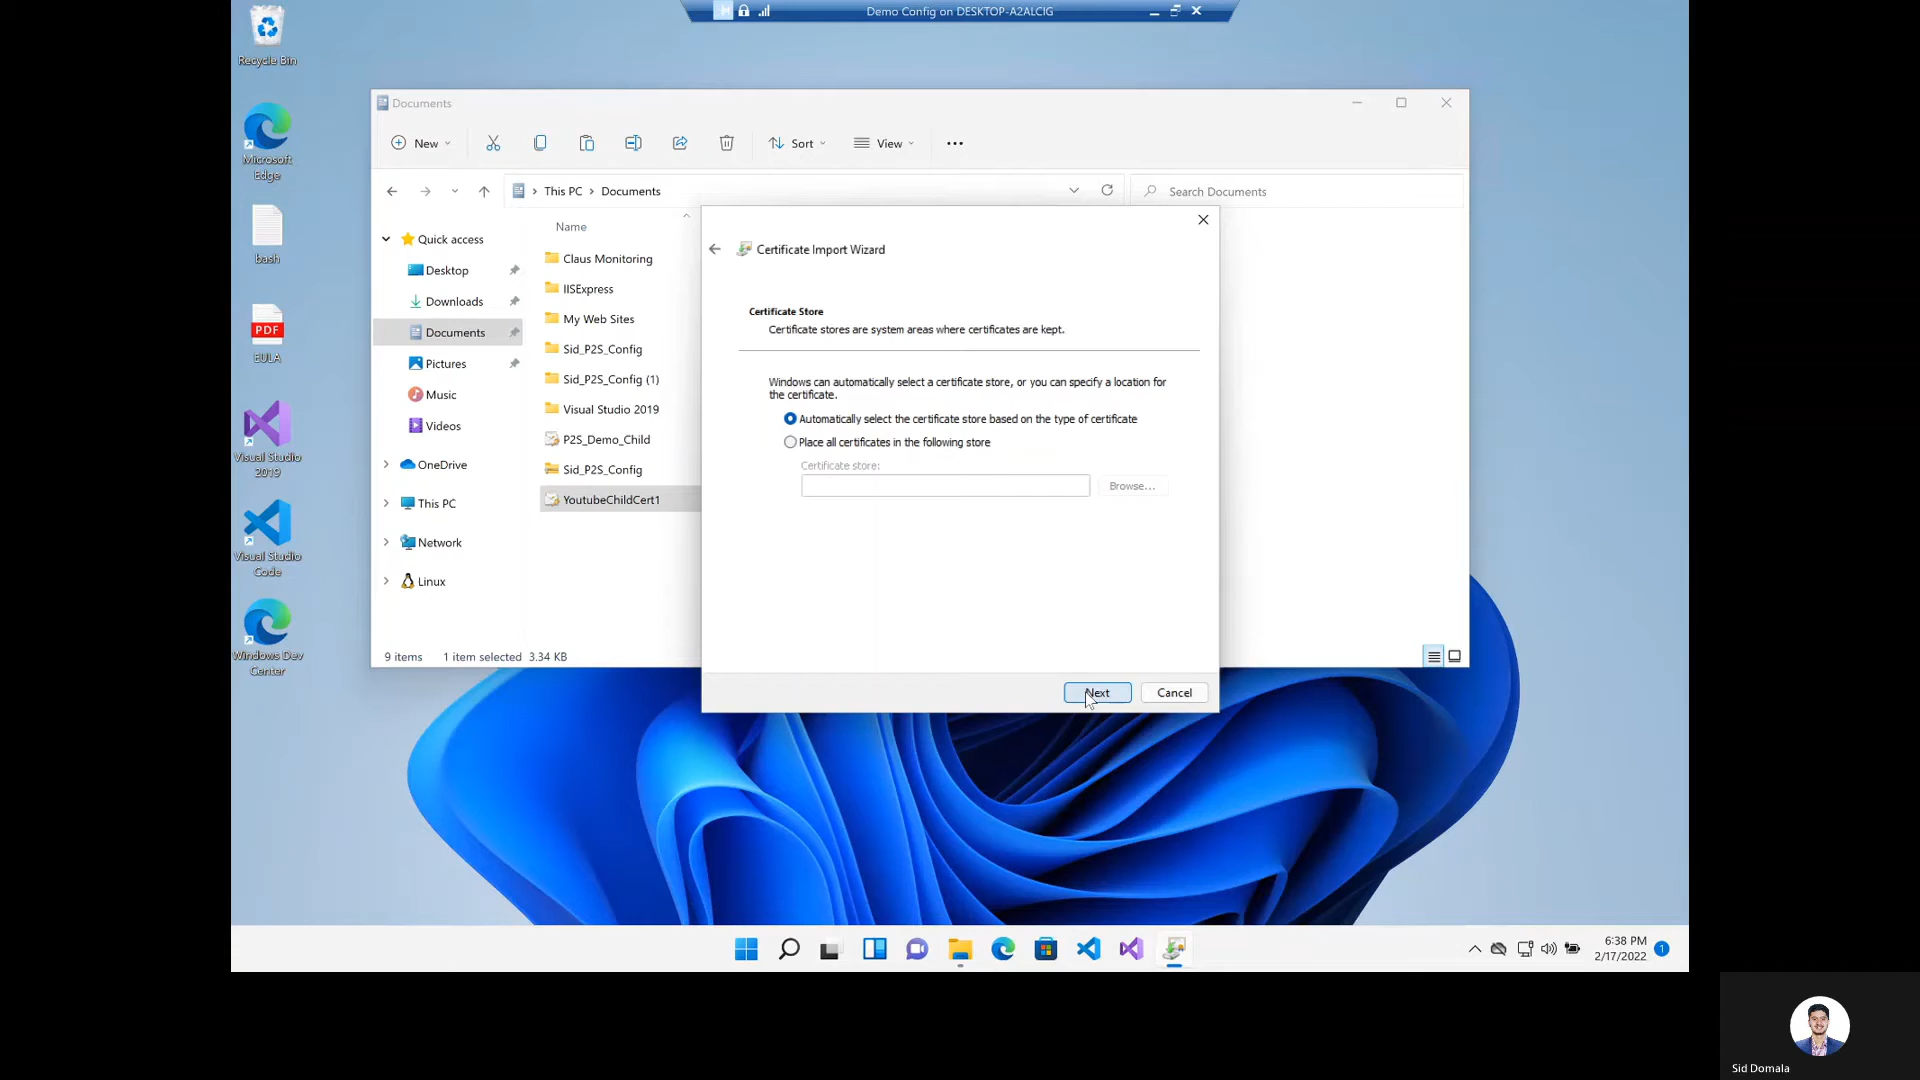 Demo Config on DESKTOP-A2ALCIG
Recycle Bin
Microsoft
Edge
bash
PDF
EULA
Visual Studio
2019
Visual Studio
Code
Windows Dev
Center
Documents
New
Sort
View
This PC
Documents
Search Documents
Quick access
Desktop
Downloads
Documents
Pictures
Music
Videos
OneDrive
This PC
Network
Linux
Name
Claus Monitoring
IISExpress
My Web Sites
Sid_P2S_Config
Sid_P2S_Config (1)
Visual Studio 2019
P2S_Demo_Child
Sid_P2S_Config
YoutubeChildCert1
9 items
1 item selected
3.34 KB
Certificate Import Wizard
Certificate Store
Certificate stores are system areas where certificates are kept.
Windows can automatically select a certificate store, or you can specify a location for
the certificate.
Automatically select the certificate store based on the type of certificate
Place all certificates in the following store
Certificate store:
Browse...
Next
Cancel
6:38 PM
2/17/2022
1
Sid Domala